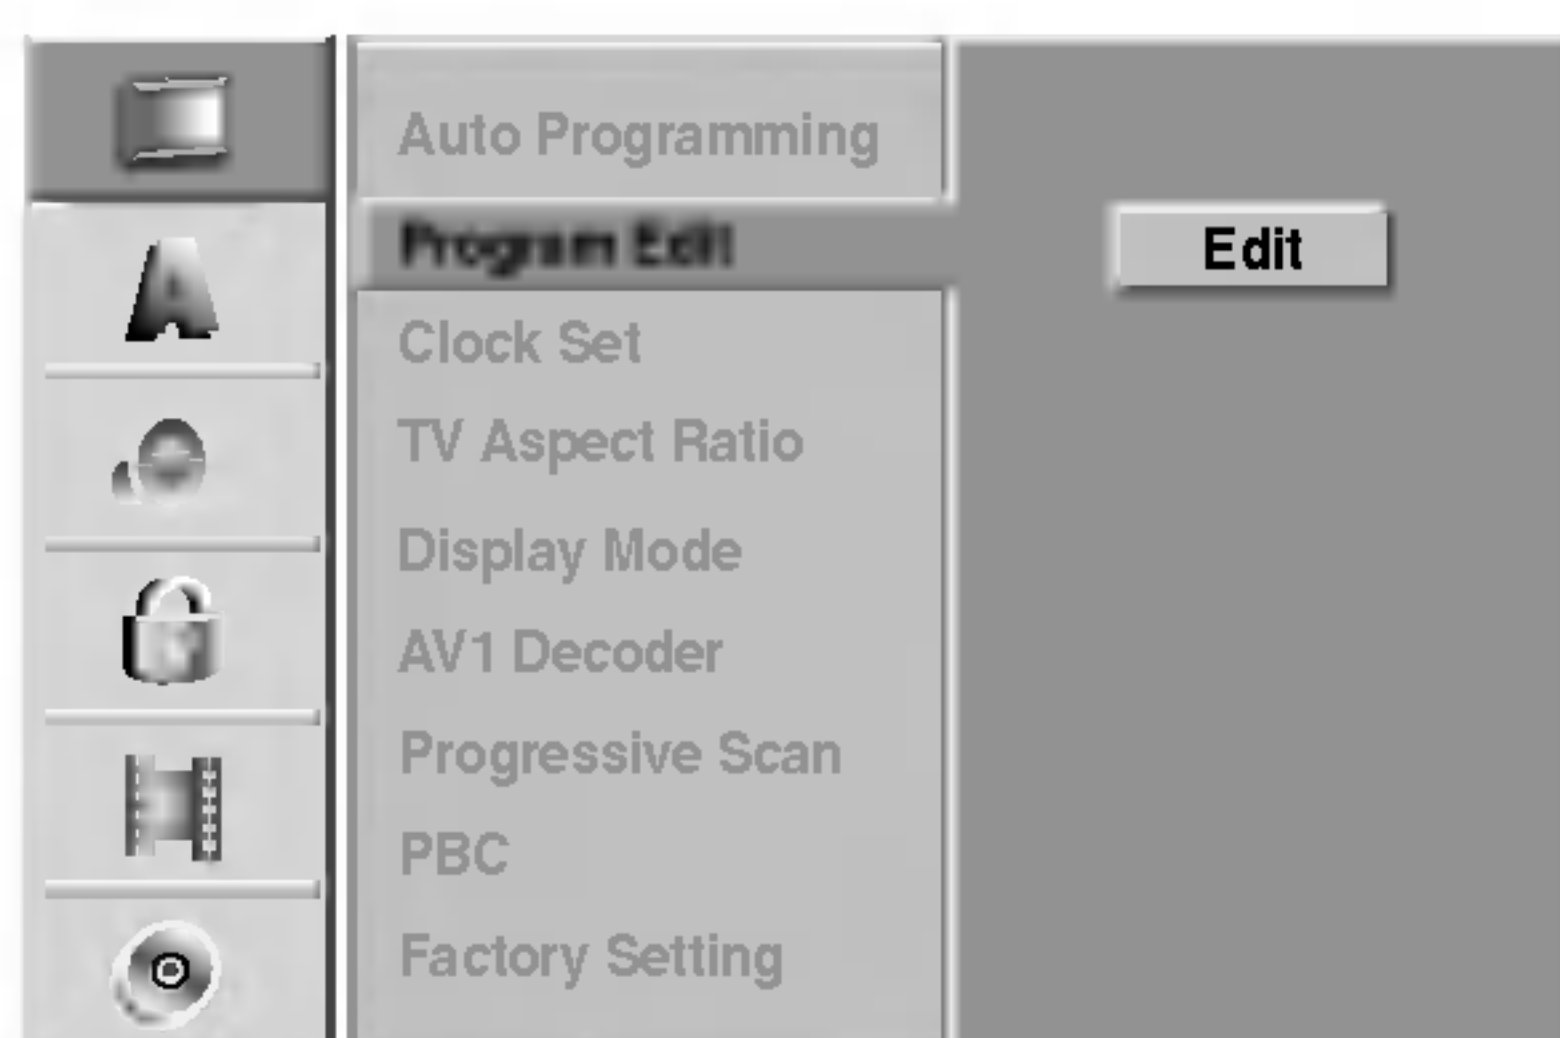 Auto Programming
Program Edit
Edit
Clock Set
TV Aspect Ratio
Display Mode
AV1 Decoder
Progressive Scan
PBC
Factory Setting